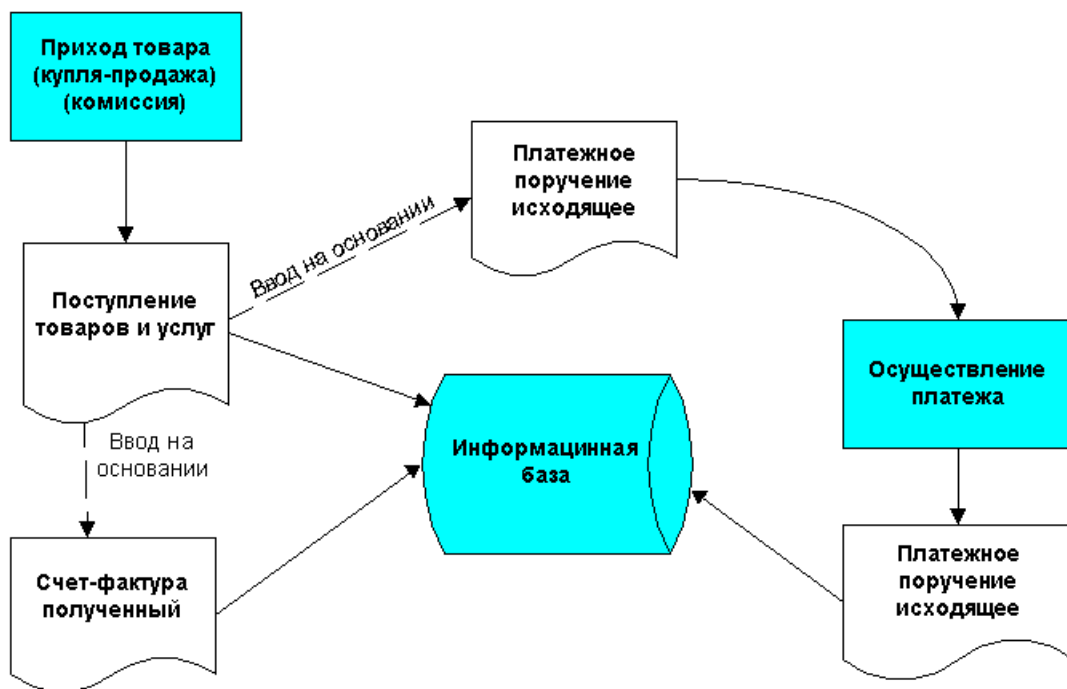 Приход товара
(купля-продажа)
(комиссия)
Платежное
поручение
исходящее
Ввод на основании
Поступление
товаров и услуг
Осуществление
платежа
Ввод на
основании
Информацинная
база
Счет-фактура
полученный
Платежное
поручение
исходящее